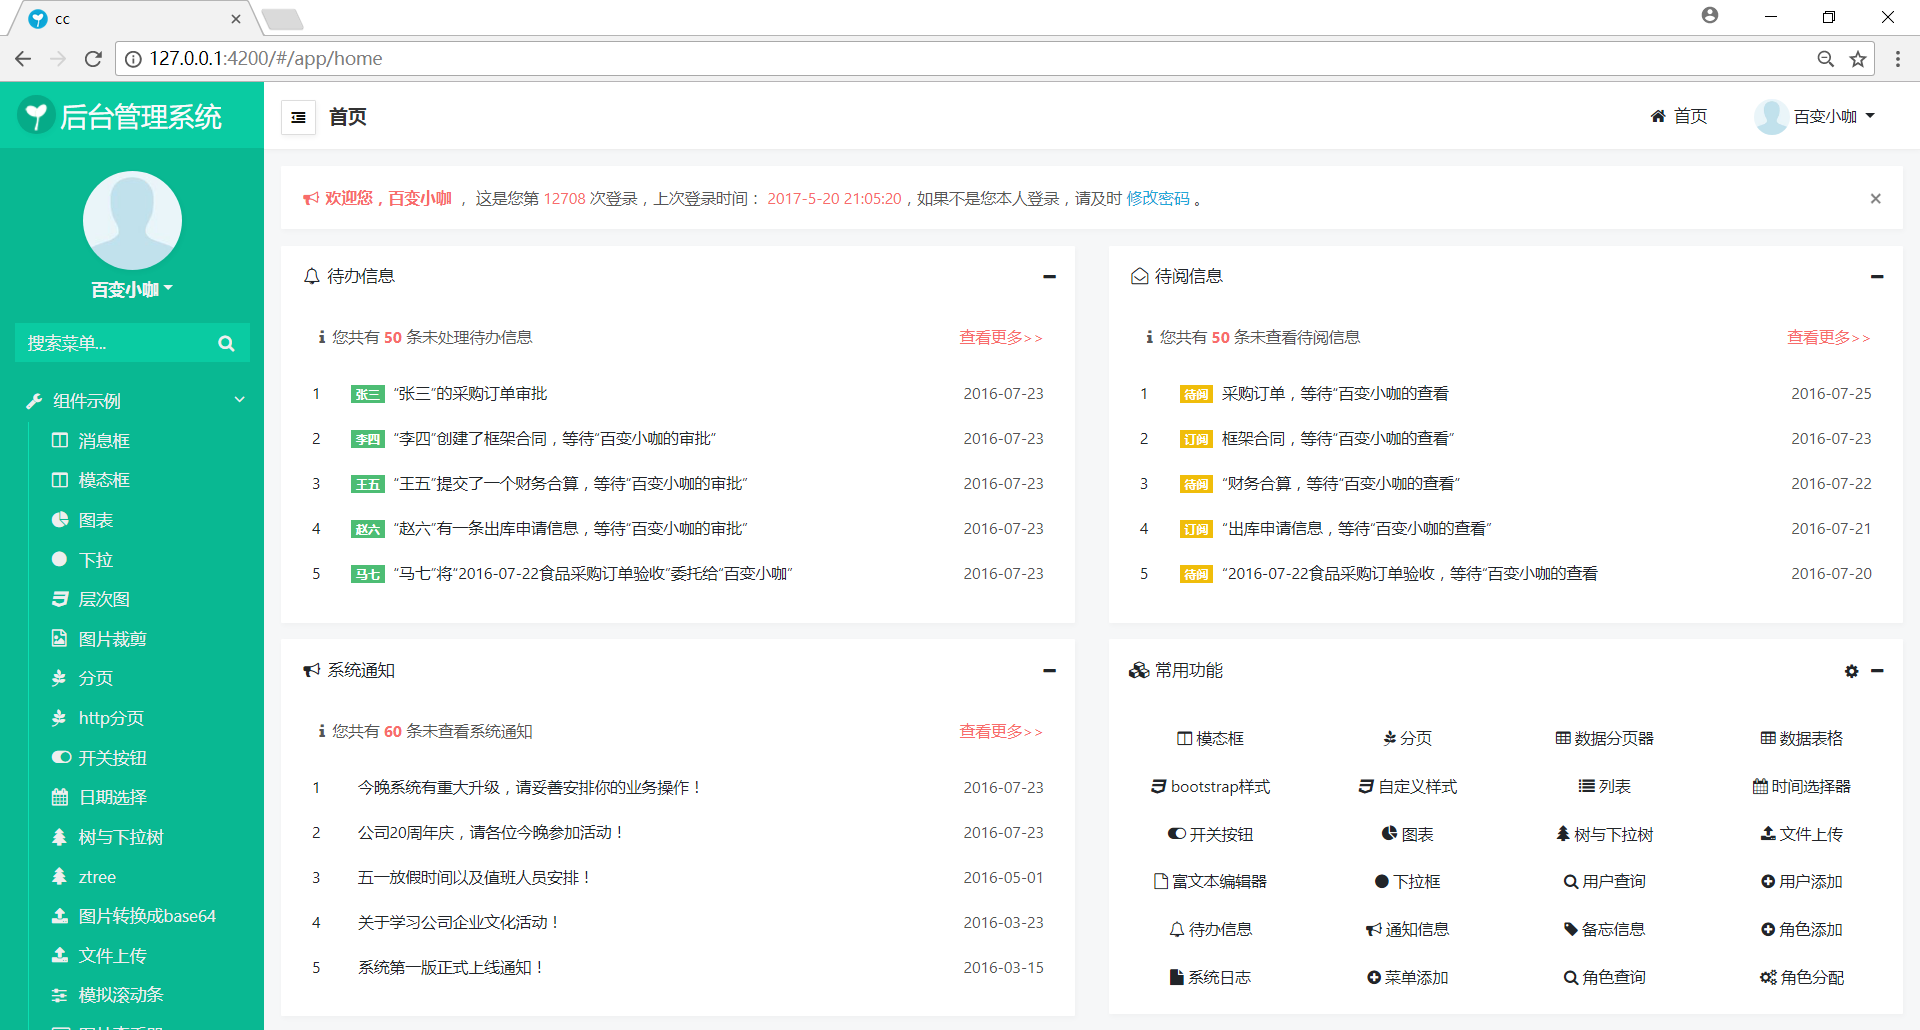 cc
127.0.0.1:4200/#/app/home
后台管理系统
首页
首页
百变小咖
百变小咖
搜索菜单...
组件示例
消息框
模态框
图表
下拉
层次图
图片裁剪
分页
http分页
开关按钮
日期选择
树与下拉树
ztree
图片转换成base64
文件上传
模拟滚动条
欢迎您，百变小咖 ， 这是您第 12708 次登录，上次登录时间： 2017-5-20 21:05:20，如果不是您本人登录，请及时 修改密码 。
待办信息
您共有 50 条未处理待办信息 查看更多>>
1 张三 “张三”的采购订单审批 2016-07-23
2 李四 “李四”创建了框架合同，等待“百变小咖的审批” 2016-07-23
3 王五 “王五”提交了一个财务合算，等待“百变小咖的审批” 2016-07-23
4 赵六 “赵六”有一条出库申请信息，等待“百变小咖的审批” 2016-07-23
5 马七 “马七”将“2016-07-22食品采购订单验收”委托给“百变小咖” 2016-07-23
待阅信息
您共有 50 条未查看待阅信息 查看更多>>
1 待阅 采购订单，等待“百变小咖的查看 2016-07-25
2 订阅 框架合同，等待“百变小咖的查看” 2016-07-23
3 待阅 “财务合算，等待“百变小咖的查看” 2016-07-22
4 订阅 “出库申请信息，等待“百变小咖的查看” 2016-07-21
5 待阅 “2016-07-22食品采购订单验收，等待“百变小咖的查看 2016-07-20
系统通知
您共有 60 条未查看系统通知 查看更多>>
1 今晚系统有重大升级，请妥善安排你的业务操作！ 2016-07-23
2 公司20周年庆，请各位今晚参加活动！ 2016-07-23
3 五一放假时间以及值班人员安排！ 2016-05-01
4 关于学习公司企业文化活动！ 2016-03-23
5 系统第一版正式上线通知！ 2016-03-15
常用功能
模态框 分页 数据分页器 数据表格
bootstrap样式 自定义样式 列表 时间选择器
开关按钮 图表 树与下拉树 文件上传
富文本编辑器 下拉框 用户查询 用户添加
待办信息 通知信息 备忘信息 角色添加
系统日志 菜单添加 角色查询 角色分配